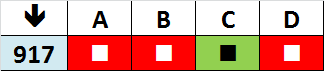 🡻 A B C D
917 ■ ■ ■ ■